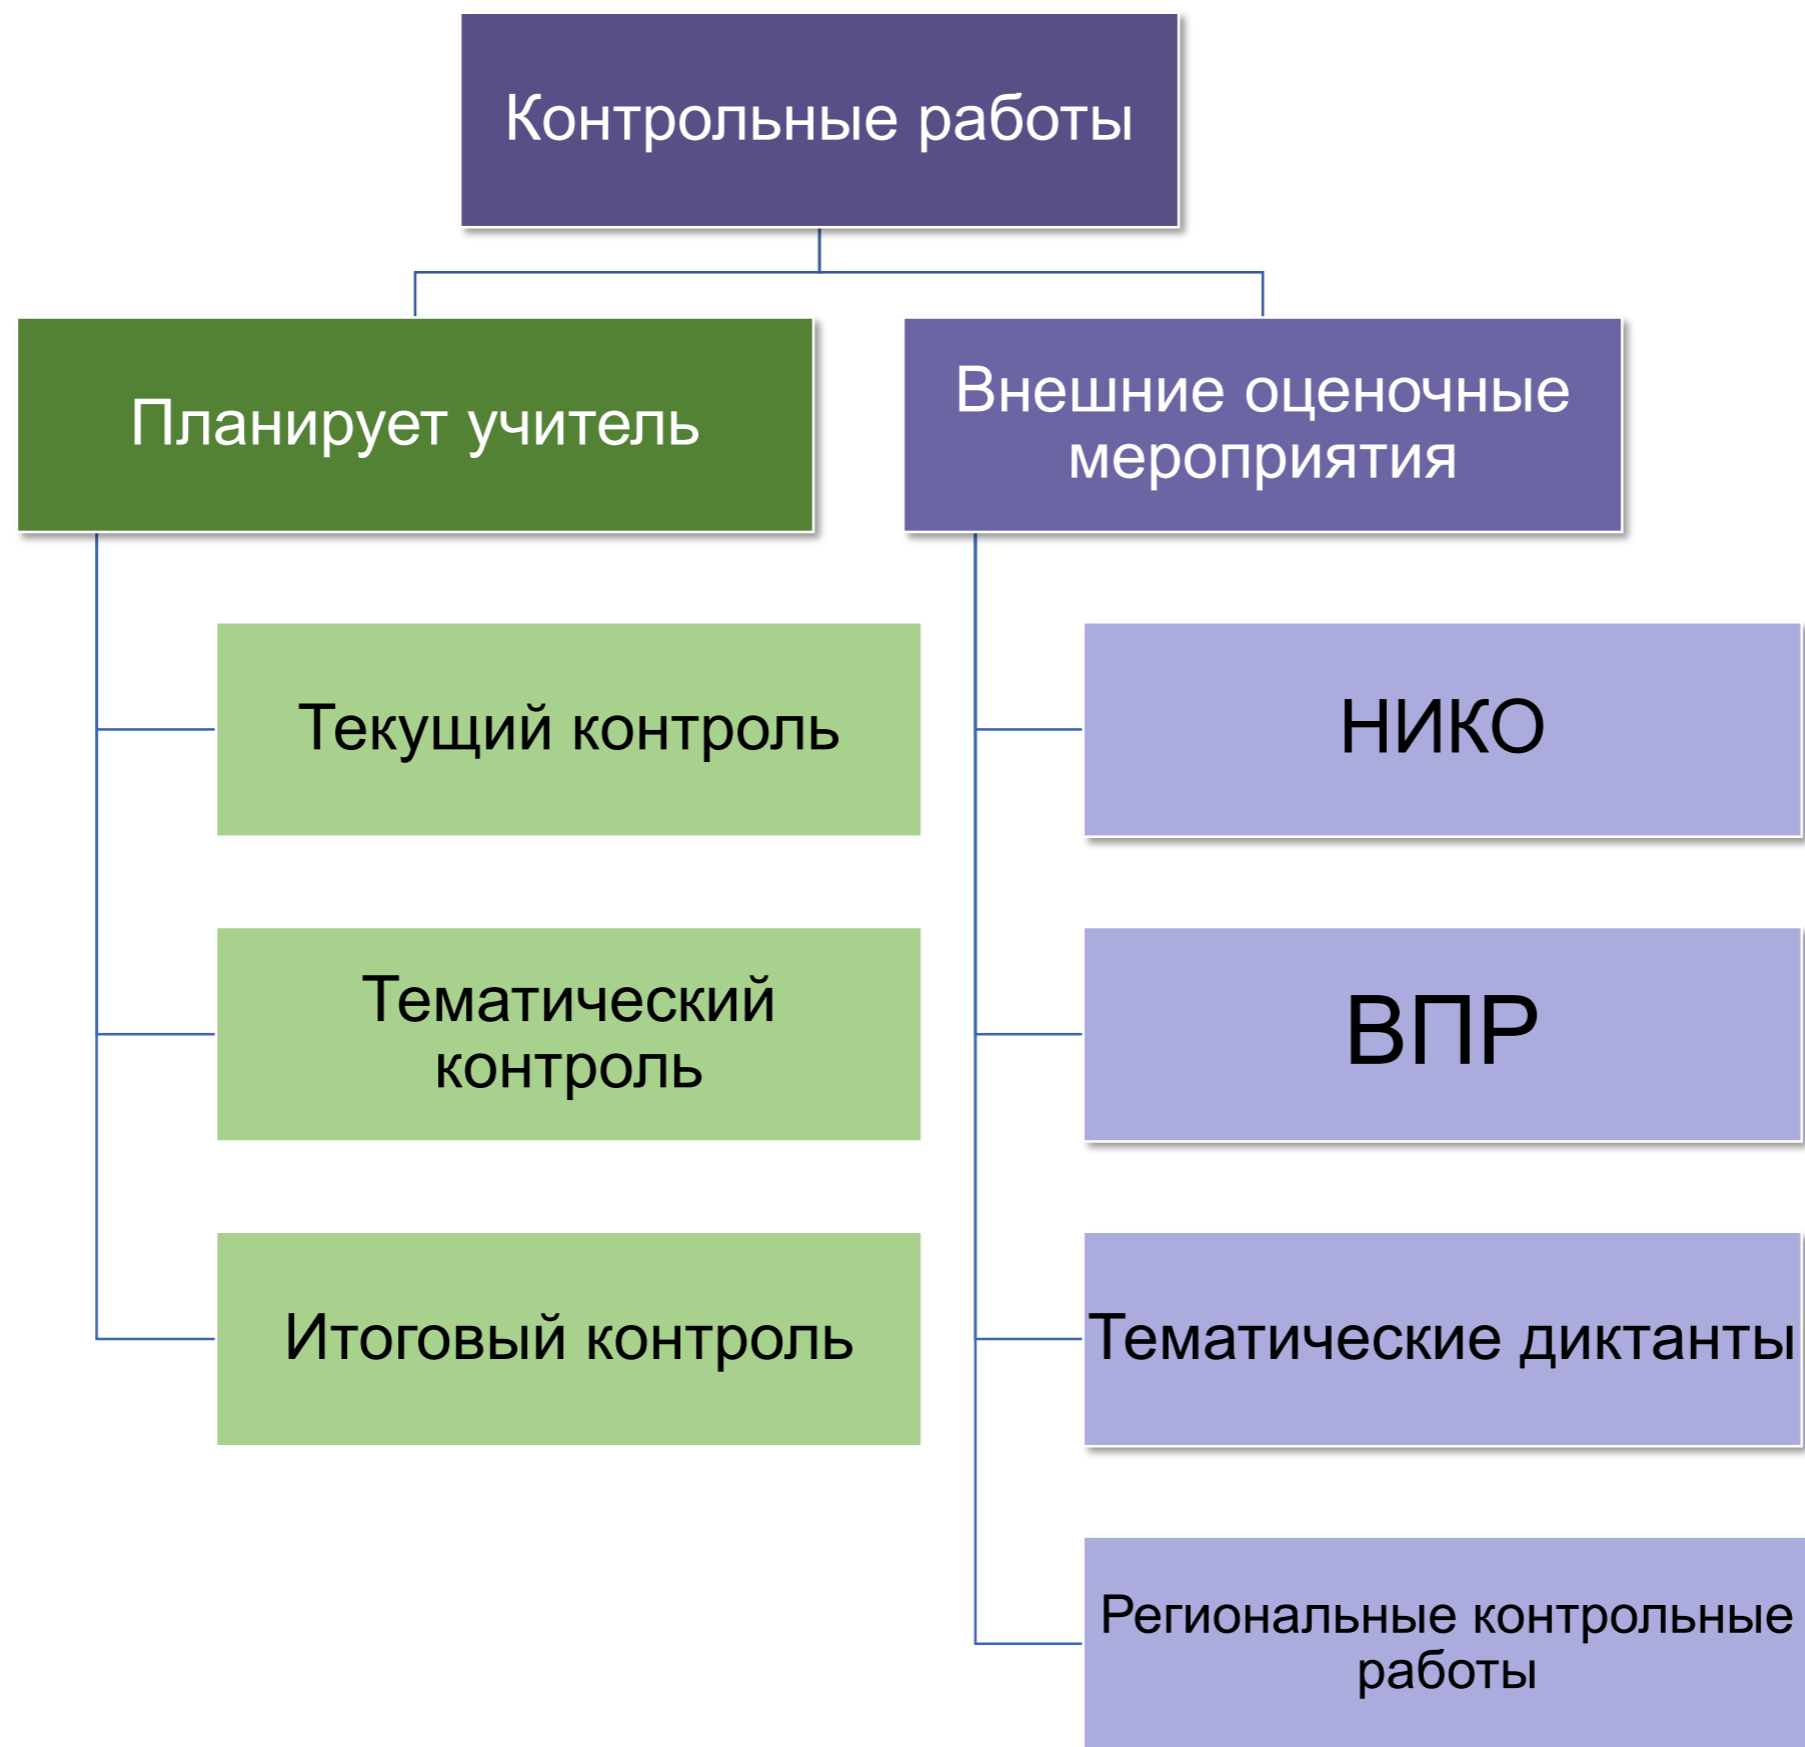 Контрольные работы
Планирует учитель
Внешние оценочные
мероприятия
Текущий контроль
Тематический
контроль
Итоговый контроль
НИКО
ВПР
Тематические диктанты
Региональные контрольные
работы